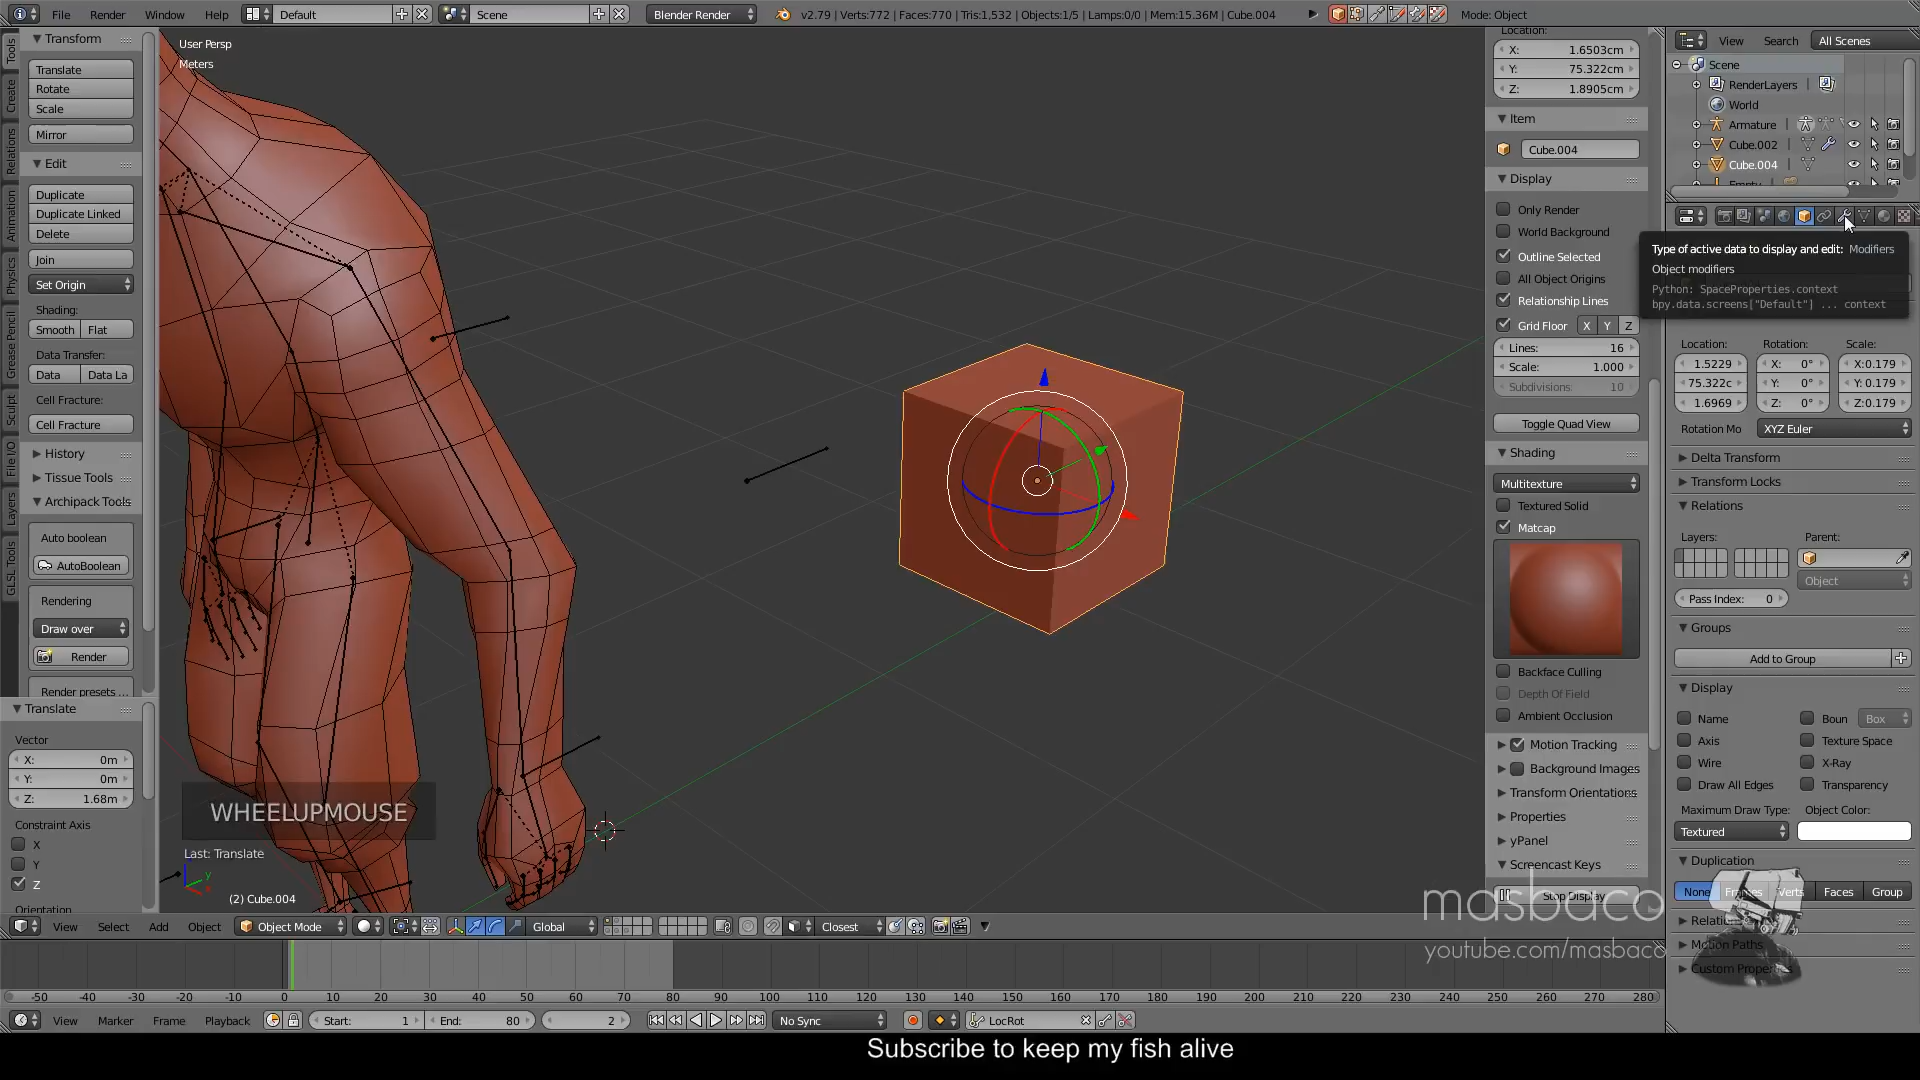 File Render Window Help Default Scene Blender Render v2.79 | Verts:772 | Faces:770 | Tris:1,532 | Objects:1/5 | Lamps:0/0 | Mem:15.36M | Cube.004 Mode: Object
Tools
Create
Relations
Animation
Physics
Grease Pencil
Sculpt
File I/O
Layers
GLSL Tools
Transform
Translate
Rotate
Scale
Mirror
Edit
Duplicate
Duplicate Linked
Delete
Join
Set Origin
Shading:
Smooth Flat
Data Transfer:
Data Data La
Cell Fracture:
Cell Fracture
History
Tissue Tools
Archipack Tools
Auto boolean
AutoBoolean
Rendering
Draw over
Render
Render presets ...
Translate
Vector
X: 0m
Y: 0m
Z: 1.68m
Constraint Axis
X
Y
Z
Orientation
User Persp
Meters
WHEELUPMOUSE
Last: Translate
(2) Cube.004
Location:
X: 1.6503cm
Y: 75.322cm
Z: 1.8905cm
Item
Cube.004
Display
Only Render
World Background
Outline Selected
All Object Origins
Relationship Lines
Grid Floor X Y Z
Lines: 16
Scale: 1.000
Subdivisions: 10
Toggle Quad View
Shading
Multitexture
Textured Solid
Matcap
Backface Culling
Depth Of Field
Ambient Occlusion
Motion Tracking
Background Images
Transform Orientations
Properties
yPanel
Screencast Keys
Stop Display
View Search All Scenes
Scene
RenderLayers
World
Armature
Cube.002
Cube.004
Empty
Type of active data to display and edit: Modifiers
Object modifiers
Python: SpaceProperties.context
bpy.data.screens["Default"] ... context
Location: Rotation: Scale:
1.5229 X: 0° X:0.179
75.322c Y: 0° Y:0.179
1.6969 Z: 0° Z:0.179
Rotation Mo XYZ Euler
Delta Transform
Transform Locks
Relations
Layers: Parent:
Object
Pass Index: 0
Groups
Add to Group
Display
Name Boun Box
Axis Texture Space
Wire X-Ray
Draw All Edges Transparency
Maximum Draw Type: Object Color:
Textured
Duplication
None Frames Verts Faces Group
Motion Paths
masbaco
youtube.com/masbaco
View Select Add Object Object Mode Global Closest
-50 -40 -30 -20 -10 0 10 20 30 40 50 60 70 80 90 100 110 120 130 140 150 160 170 180 190 200 210 220 230 240 250 260 270 280
View Marker Frame Playback Start: 1 End: 80 2 No Sync LocRot
Subscribe to keep my fish alive